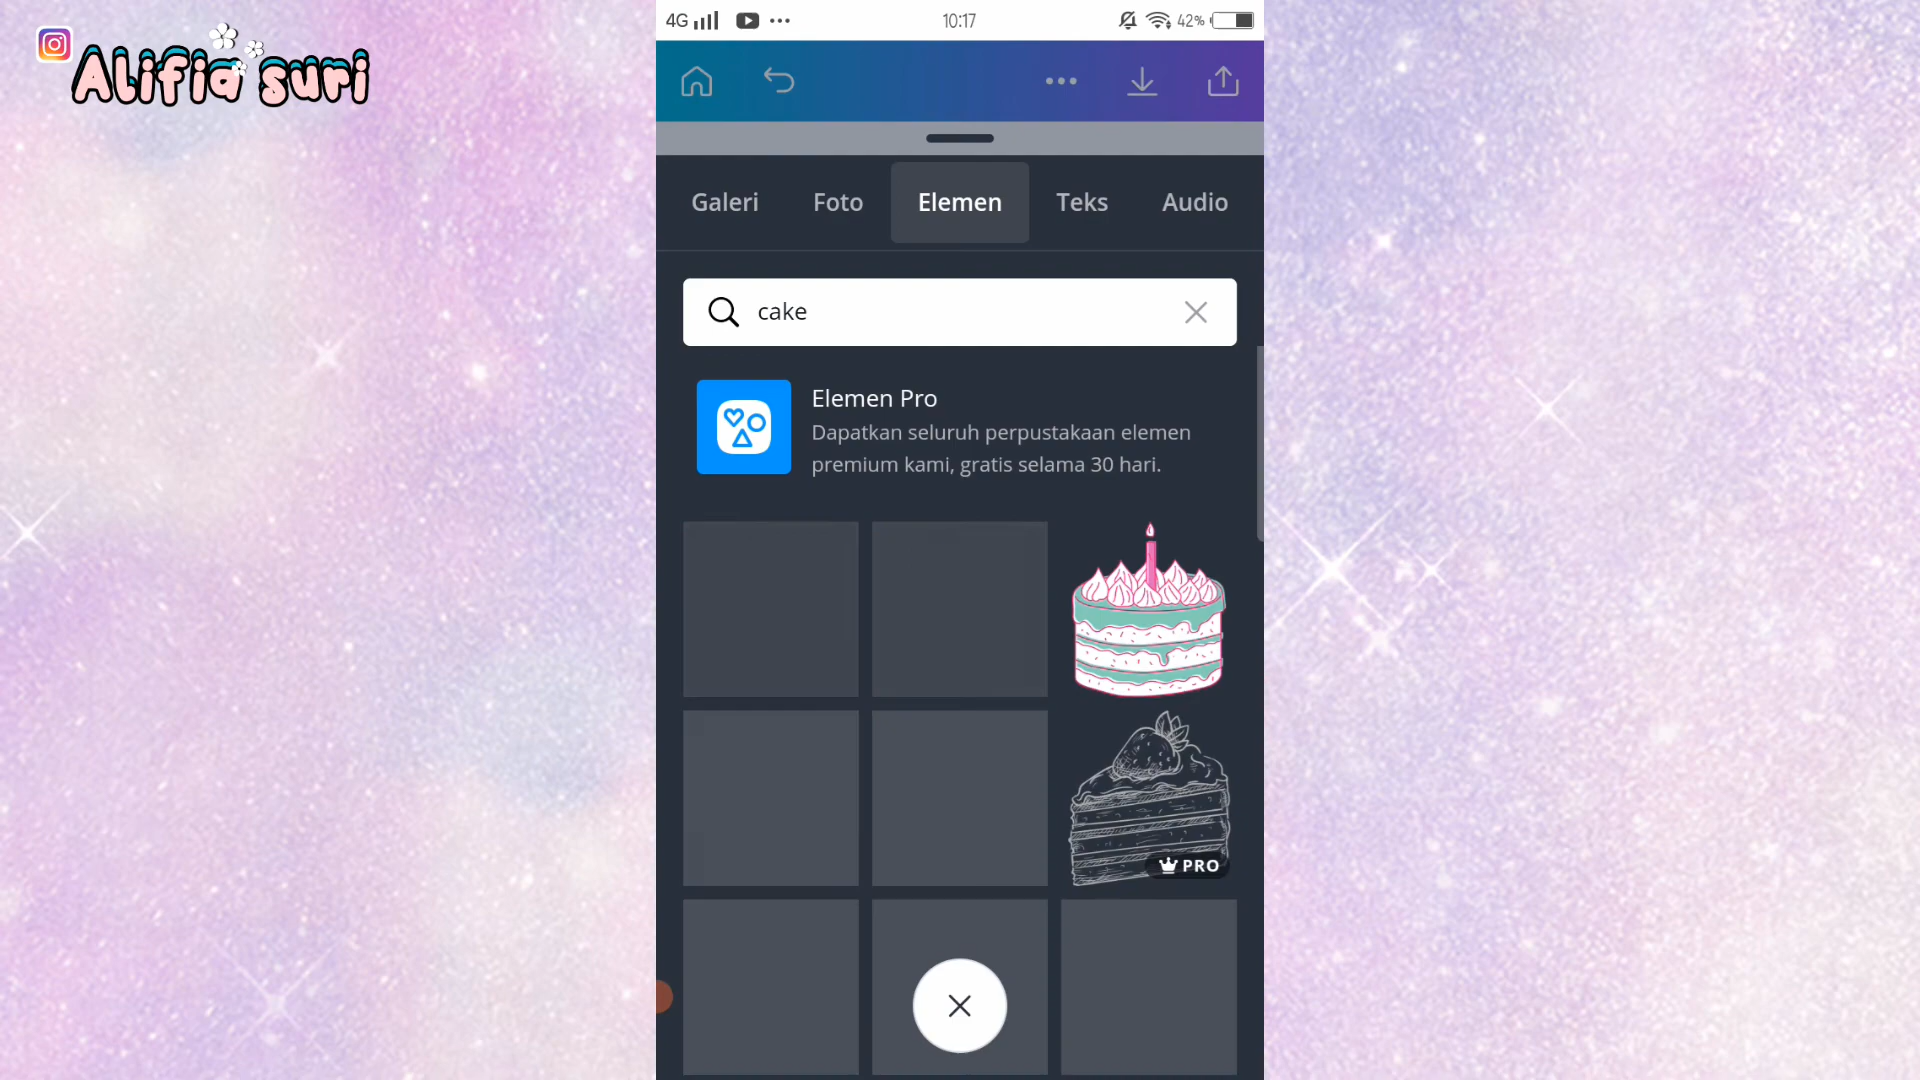 Alifia suri
4G 10:17 42%
Galeri Foto Elemen Teks Audio
cake
Elemen Pro
Dapatkan seluruh perpustakaan elemen
premium kami, gratis selama 30 hari.
PRO